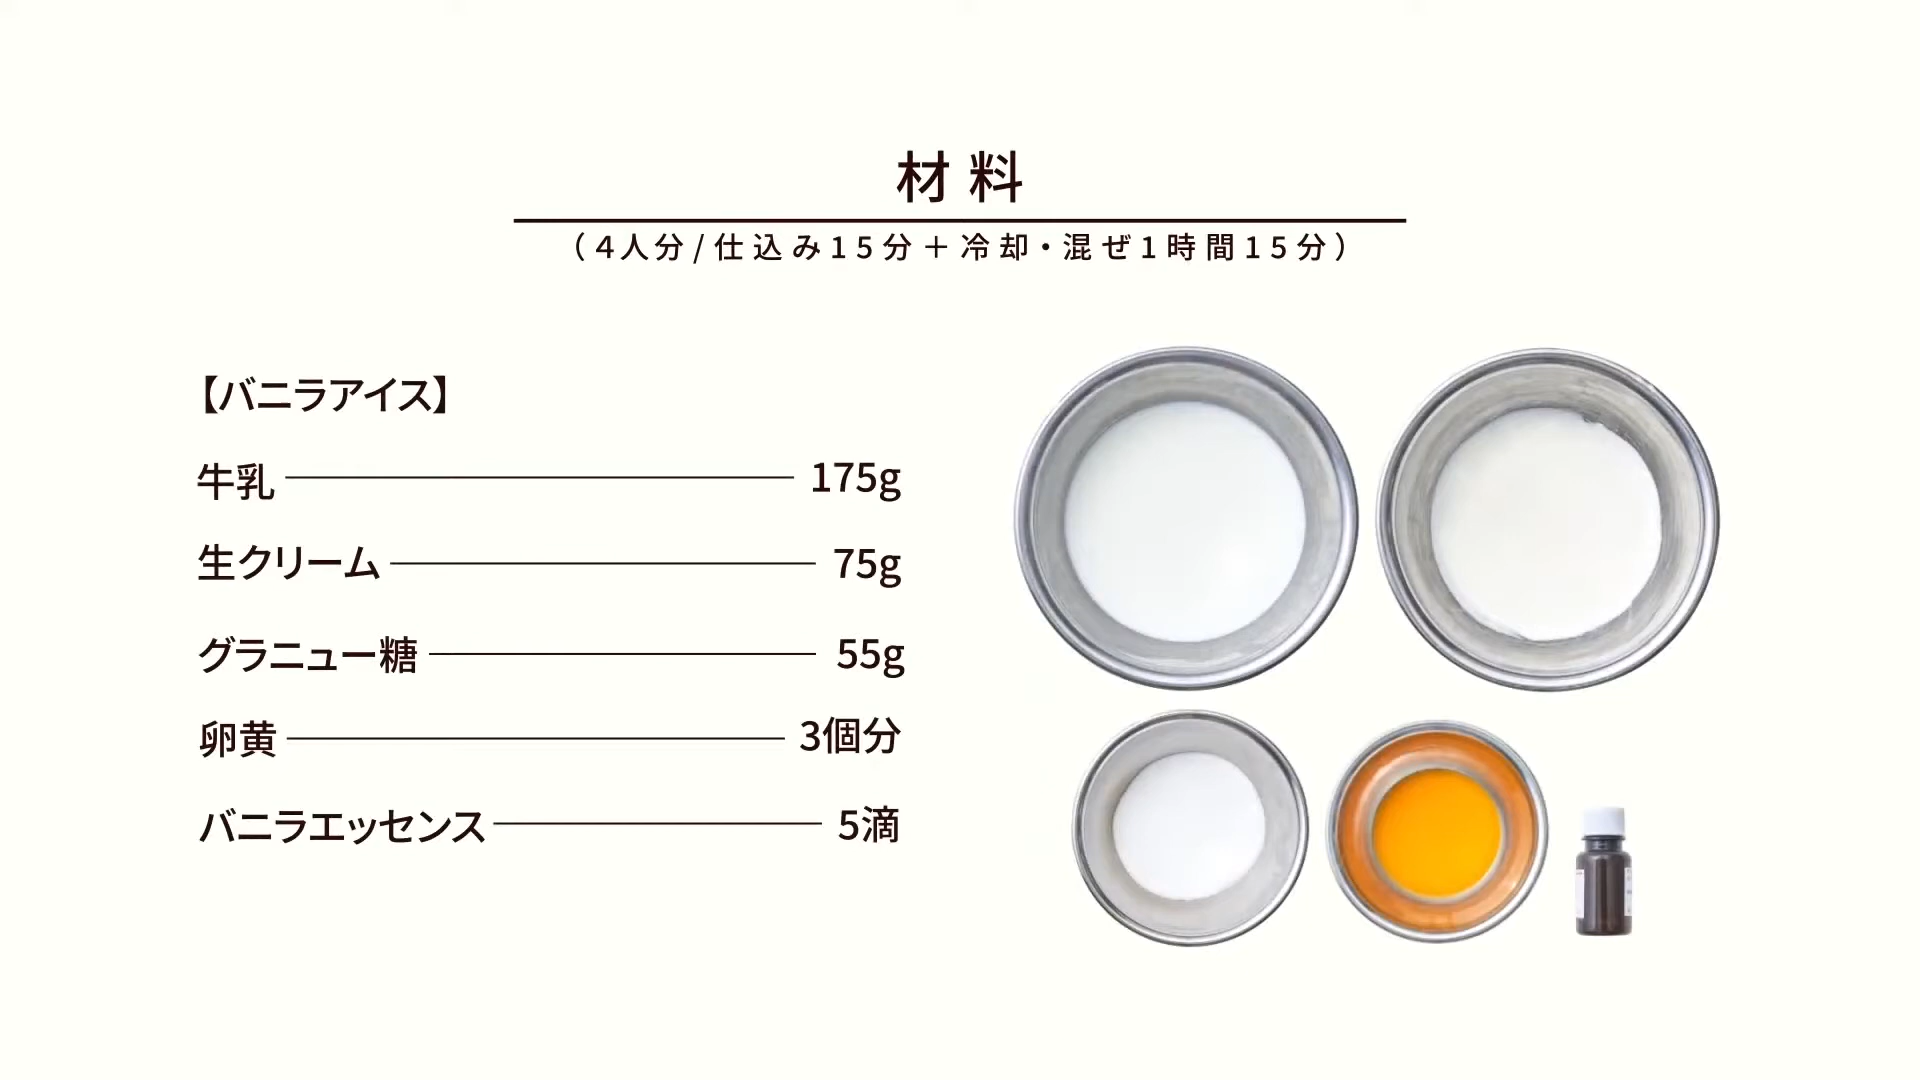 材料
（4人分/仕込み15分＋冷却・混ぜ1時間15分）
【バニラアイス】
牛乳 175g
生クリーム 75g
グラニュー糖 55g
卵黄 3個分
バニラエッセンス 5滴